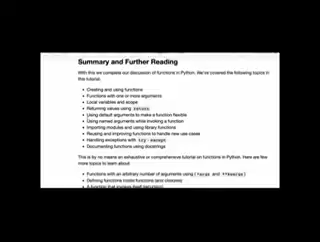 Summary and Further Reading
With this we complete our discussion of functions in Python. We've covered the following topics in
this tutorial:
Creating and using functions
Functions with one or more arguments
Local variables and scope
Returning values using return
Using default arguments to make a function flexible
Using named arguments while invoking a function
Importing modules and using library functions
Reusing and improving functions to handle new use cases
Handling exceptions with try-except
Documenting functions using docstrings
This is by no means an exhaustive or comprehensive tutorial on functions in Python. Here are few
more topics to learn about:
Functions with an arbitrary number of arguments using (*args and **kwargs)
Defining functions inside functions (and closures)
A function that invokes itself (recursion)